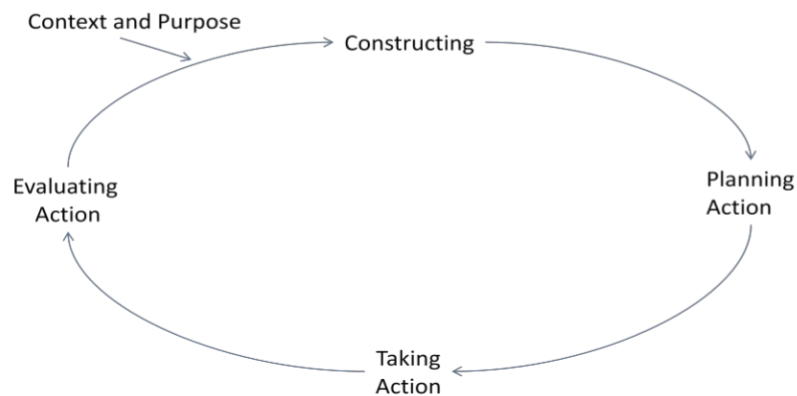 Context and Purpose
Constructing
Planning
Action
Evaluating
Action
Taking
Action